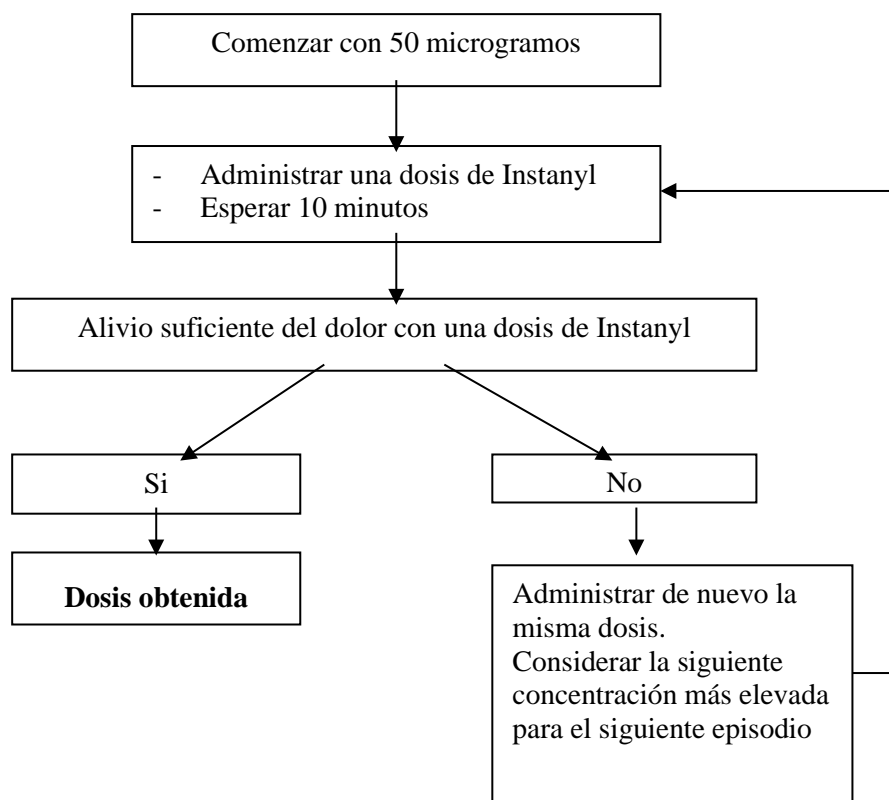 Comenzar con 50 microgramos
- Administrar una dosis de Instanyl
- Esperar 10 minutos
Alivio suficiente del dolor con una dosis de Instanyl
Si
No
Dosis obtenida
Administrar de nuevo la
misma dosis.
Considerar la siguiente
concentración más elevada
para el siguiente episodio